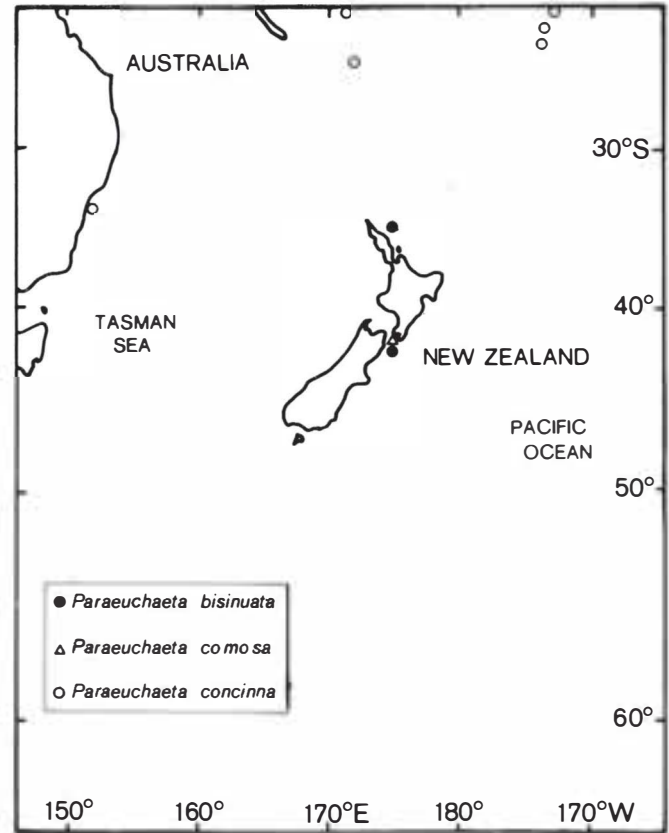 AUSTRALIA
30°S
40°
TASMAN
SEA
NEW ZEALAND
PACIFIC
OCEAN
50°
Paraeuchaeta bisinuata
Paraeuchaeta comosa
Paraeuchaeta concinna
60°
150° 160° 170°E 180° 170°W